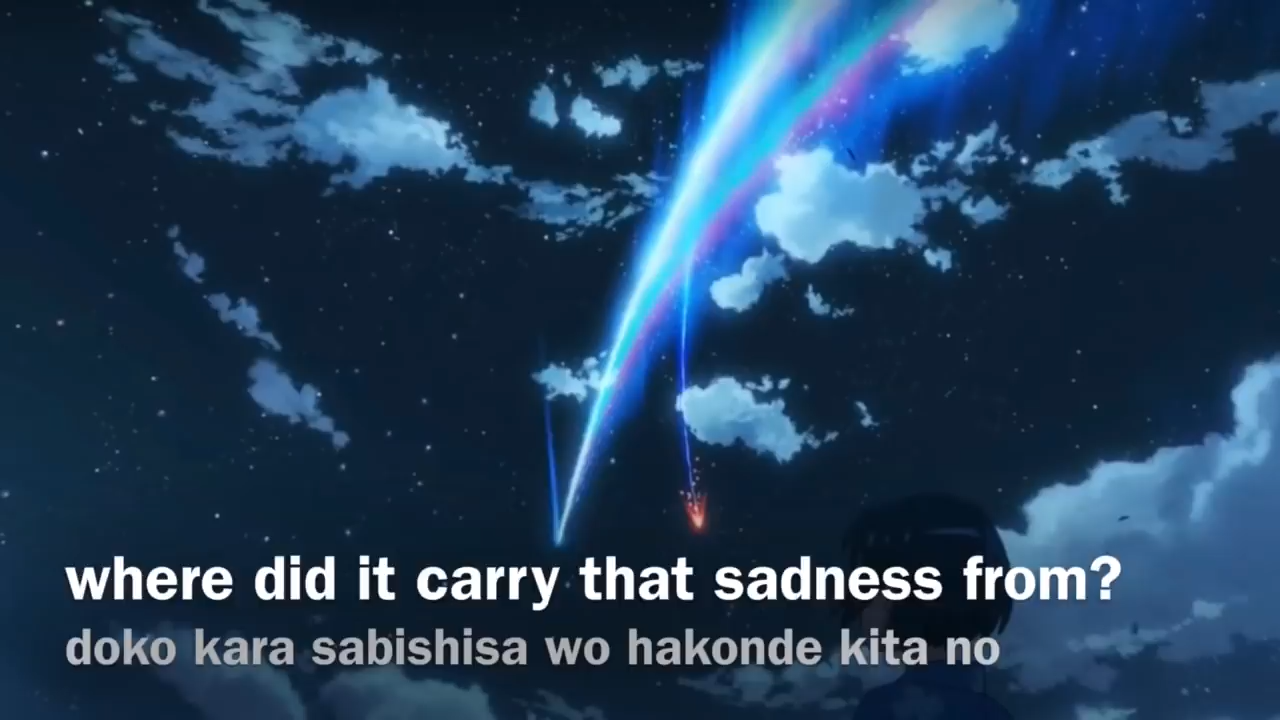 where did it carry that sadness from?
doko kara sabishisa wo hakonde kita no